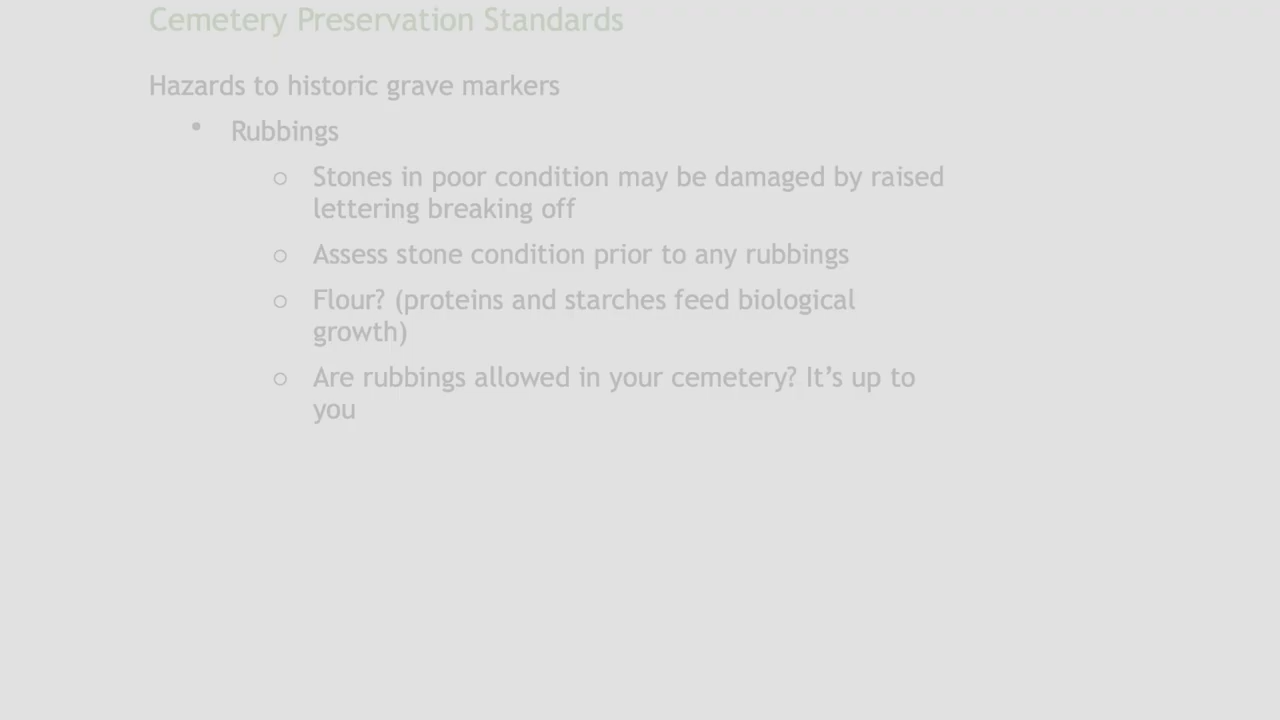 Cemetery Preservation Standards
Hazards to historic grave markers
• Rubbings
○ Stones in poor condition may be damaged by raised
lettering breaking off
○ Assess stone condition prior to any rubbings
○ Flour? (proteins and starches feed biological
growth)
○ Are rubbings allowed in your cemetery? It’s up to
you